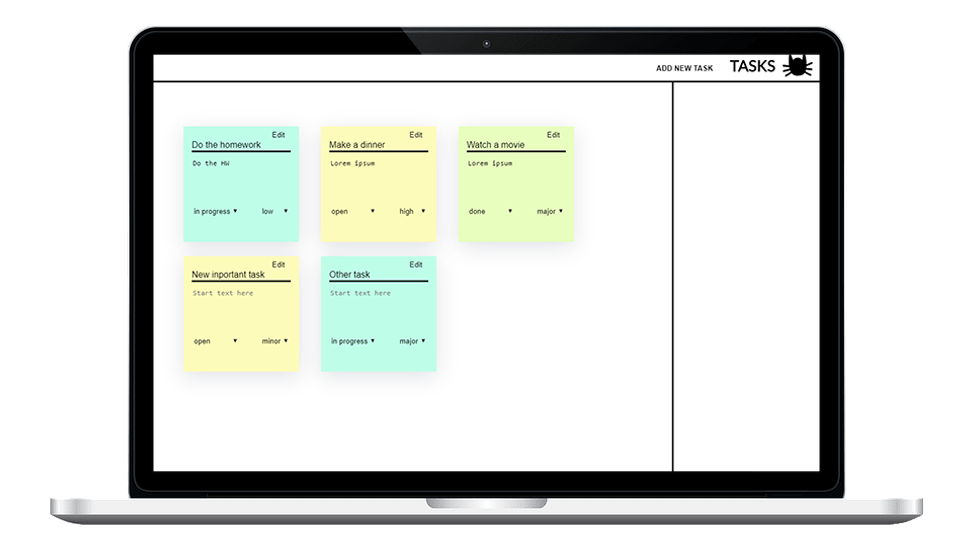 ADD NEW TASK TASKS
Edit
Do the homework
Do the HW
in progress ▾ low ▾
Edit
Make a dinner
Lorem ipsum
open ▾ high ▾
Edit
Watch a movie
Lorem ipsum
done ▾ major ▾
Edit
New inportant task
Start text here
open ▾ minor ▾
Edit
Other task
Start text here
in progress ▾ major ▾